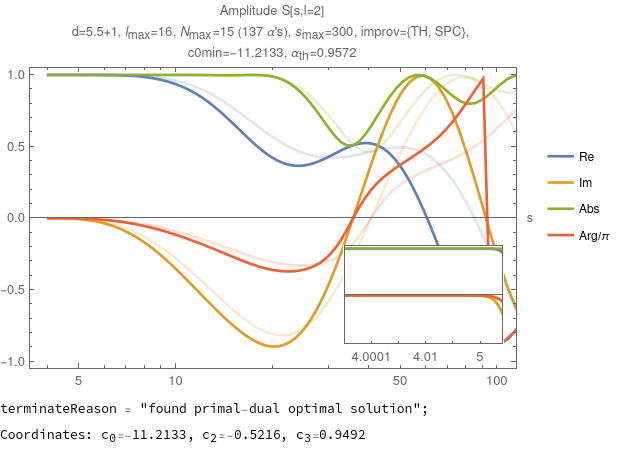 Amplitude S[s,l=2]
d=5.5+1, lmax=16, Nmax=15 (137 α's), smax=300, improv={TH, SPC},
c0min=-11.2133, αth=0.9572
1.0
0.5
0.0
-0.5
-1.0
5
10
50
100
s
4.0001
4.01
5
Re
Im
Abs
Arg/π
terminateReason = "found primal-dual optimal solution";
Coordinates: c0=-11.2133, c2=-0.5216, c3=0.9492